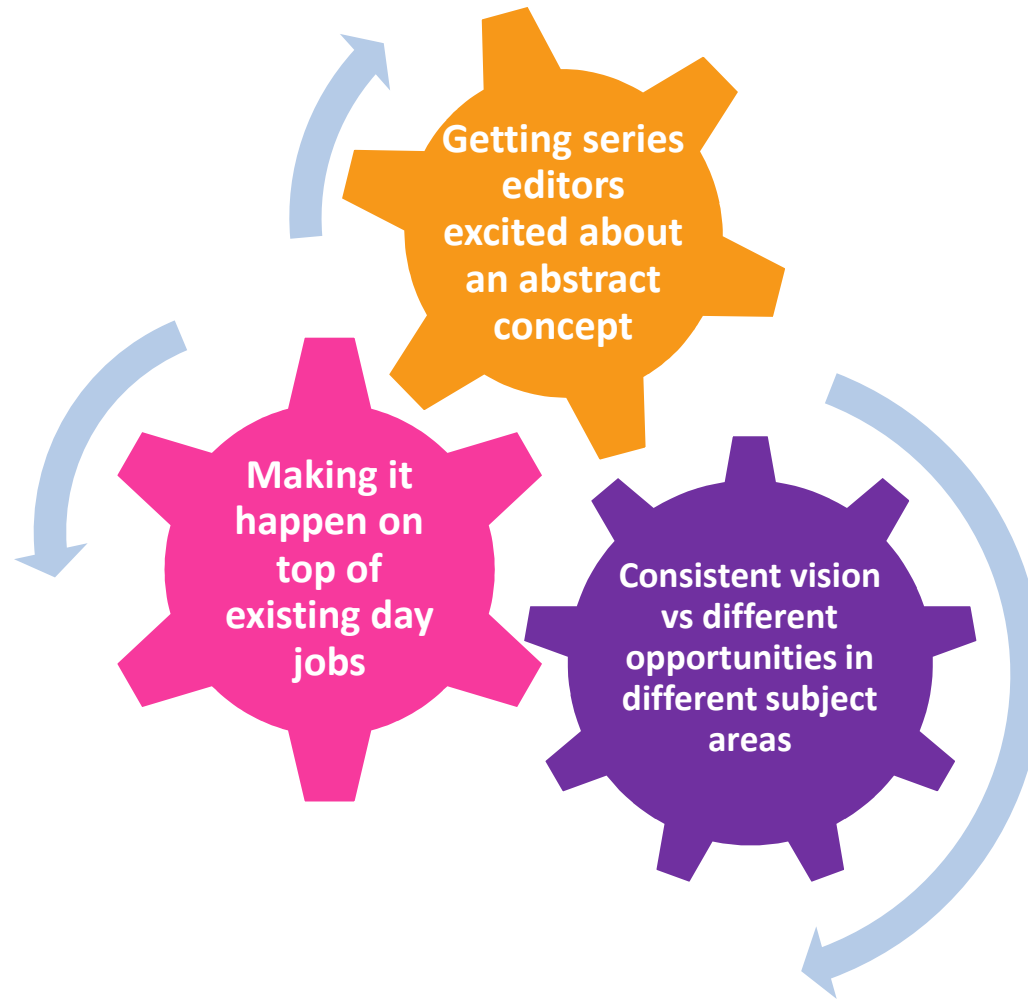 Getting series
editors
excited about
an abstract
concept
Making it
happen on
top of
existing day
jobs
Consistent vision
vs different
opportunities in
different subject
areas